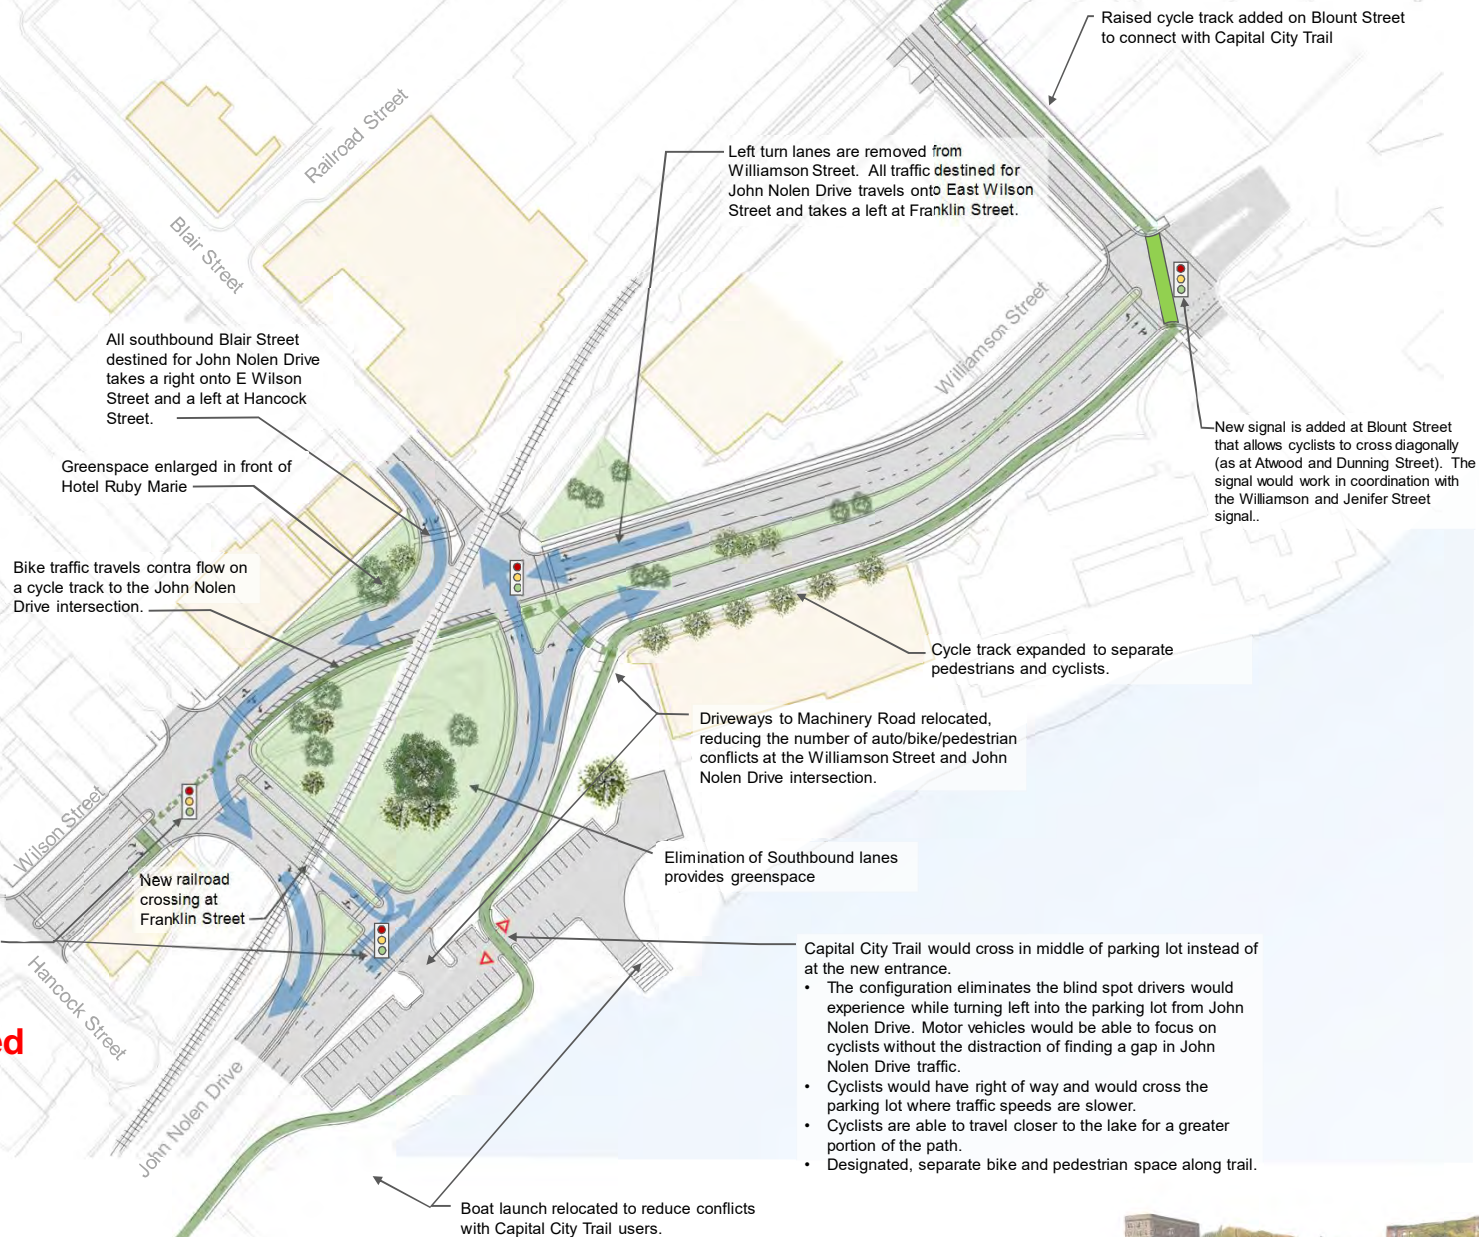 Raised cycle track added on Blount Street
to connect with Capital City Trail
Railroad Street
Left turn lanes are removed from
Williamson Street.  All traffic destined for
John Nolen Drive travels onto East Wilson
Street and takes a left at Franklin Street.
Blair Street
Williamson Street
All southbound Blair Street
destined for John Nolen Drive
takes a right onto E Wilson
Street and a left at Hancock
Street.
New signal is added at Blount Street
that allows cyclists to cross diagonally
(as at Atwood and Dunning Street).  The
signal would work in coordination with
the Williamson and Jenifer Street
signal..
Greenspace enlarged in front of
Hotel Ruby Marie
Bike traffic travels contra flow on
a cycle track to the John Nolen
Drive intersection.
Cycle track expanded to separate
pedestrians and cyclists.
Driveways to Machinery Road relocated,
reducing the number of auto/bike/pedestrian
conflicts at the Williamson Street and John
Nolen Drive intersection.
Wilson Street
Elimination of Southbound lanes
provides greenspace
New railroad
crossing at
Franklin Street
Hancock Street
ed
John Nolen Drive
Capital City Trail would cross in middle of parking lot instead of
at the new entrance.
• The configuration eliminates the blind spot drivers would
experience while turning left into the parking lot from John
Nolen Drive. Motor vehicles would be able to focus on
cyclists without the distraction of finding a gap in John
Nolen Drive traffic.
• Cyclists would have right of way and would cross the
parking lot where traffic speeds are slower.
• Cyclists are able to travel closer to the lake for a greater
portion of the path.
• Designated, separate bike and pedestrian space along trail.
Boat launch relocated to reduce conflicts
with Capital City Trail users.